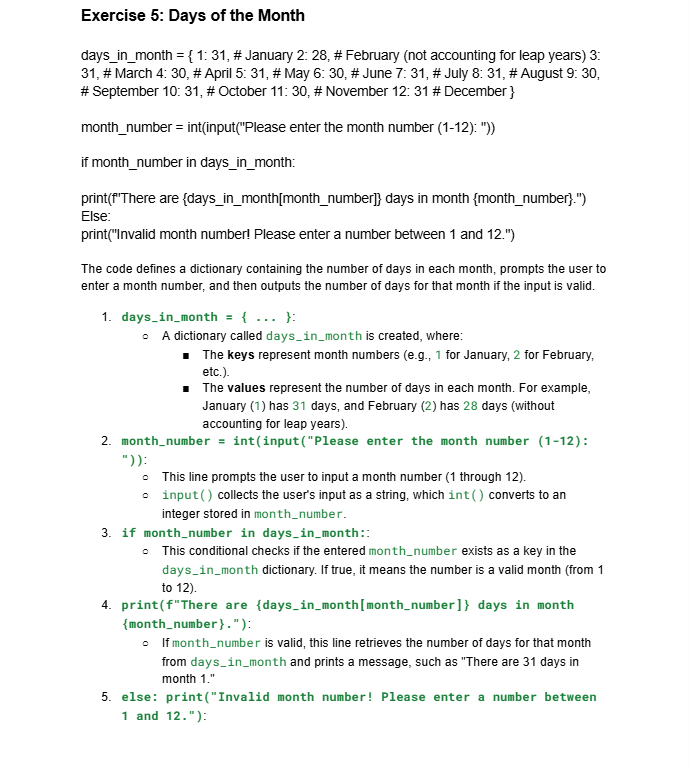 Exercise 5: Days of the Month
days_in_month = { 1: 31, # January 2: 28, # February (not accounting for leap years) 3:
31, # March 4: 30, # April 5: 31, # May 6: 30, # June 7: 31, # July 8: 31, # August 9: 30,
# September 10: 31, # October 11: 30, # November 12: 31 # December }
month_number = int(input("Please enter the month number (1-12): "))
if month_number in days_in_month:
print(f"There are {days_in_month[month_number]} days in month {month_number}.")
Else:
print("Invalid month number! Please enter a number between 1 and 12.")
The code defines a dictionary containing the number of days in each month, prompts the user to
enter a month number, and then outputs the number of days for that month if the input is valid.
1. days_in_month = { ... }:
○ A dictionary called days_in_month is created, where:
■ The keys represent month numbers (e.g., 1 for January, 2 for February,
etc.).
■ The values represent the number of days in each month. For example,
January (1) has 31 days, and February (2) has 28 days (without
accounting for leap years).
2. month_number = int(input("Please enter the month number (1-12):
")):
○ This line prompts the user to input a month number (1 through 12).
○ input() collects the user's input as a string, which int() converts to an
integer stored in month_number.
3. if month_number in days_in_month::
○ This conditional checks if the entered month_number exists as a key in the
days_in_month dictionary. If true, it means the number is a valid month (from 1
to 12).
4. print(f"There are {days_in_month[month_number]} days in month
{month_number}."):
○ If month_number is valid, this line retrieves the number of days for that month
from days_in_month and prints a message, such as "There are 31 days in
month 1."
5. else: print("Invalid month number! Please enter a number between
1 and 12."):